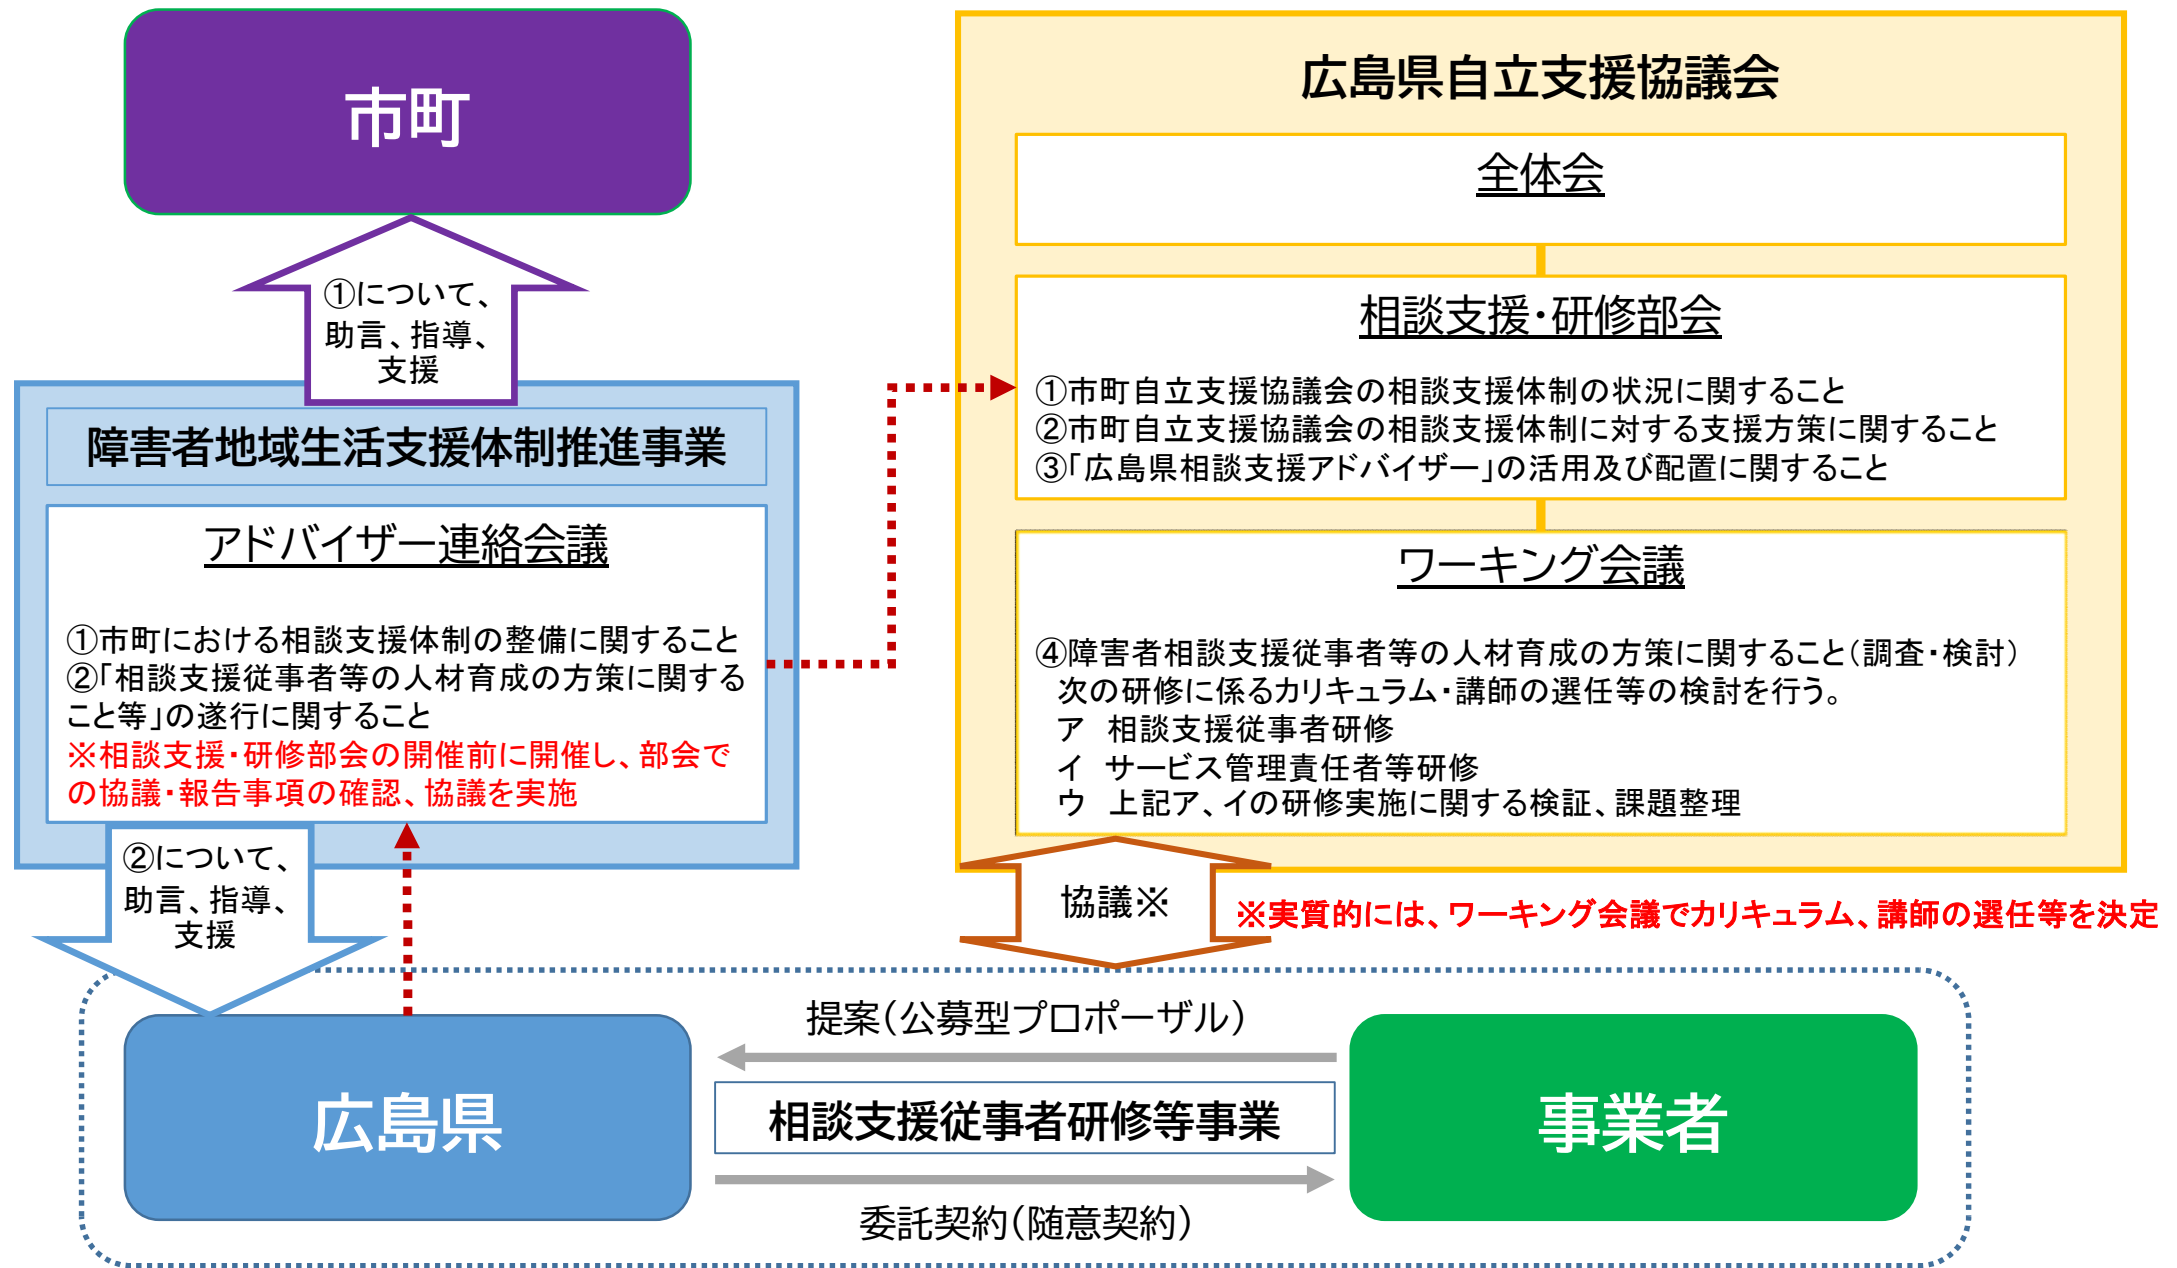 市町
①について、
助言、指導、
支援
障害者地域生活支援体制推進事業
アドバイザー連絡会議
①市町における相談支援体制の整備に関すること
②「相談支援従事者等の人材育成の方策に関する
こと等」の遂行に関すること
※相談支援・研修部会の開催前に開催し、部会で
の協議・報告事項の確認、協議を実施
②について、
助言、指導、
支援
広島県自立支援協議会
全体会
相談支援・研修部会
①市町自立支援協議会の相談支援体制の状況に関すること
②市町自立支援協議会の相談支援体制に対する支援方策に関すること
③「広島県相談支援アドバイザー」の活用及び配置に関すること
ワーキング会議
④障害者相談支援従事者等の人材育成の方策に関すること（調査・検討）
次の研修に係るカリキュラム・講師の選任等の検討を行う。
ア　相談支援従事者研修
イ　サービス管理責任者等研修
ウ　上記ア、イの研修実施に関する検証、課題整理
協議※
※実質的には、ワーキング会議でカリキュラム、講師の選任等を決定
広島県
提案（公募型プロポーザル）
相談支援従事者研修等事業
委託契約（随意契約）
事業者